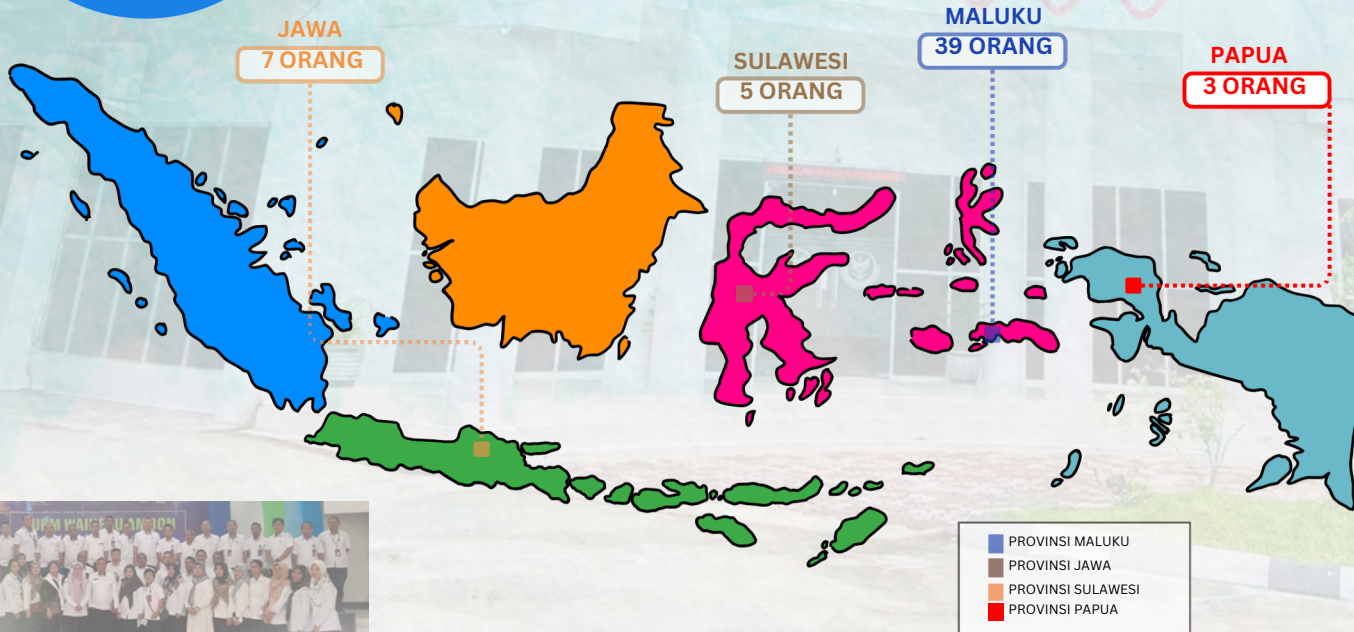 JAWA
7 ORANG
SULAWESI
5 ORANG
MALUKU
39 ORANG
PAPUA
3 ORANG
PROVINSI MALUKU
PROVINSI JAWA
PROVINSI SULAWESI
PROVINSI PAPUA